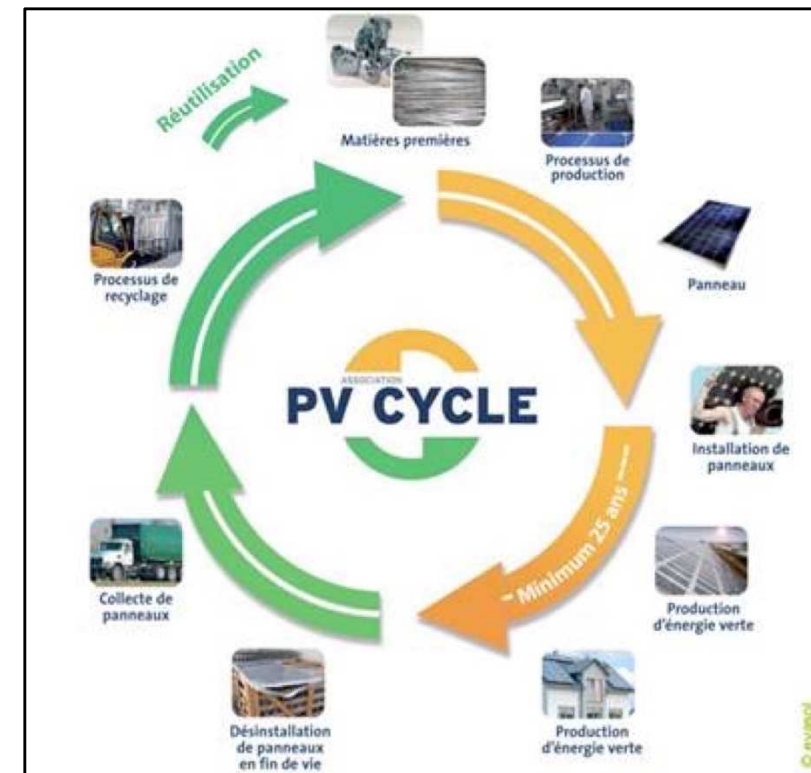 Réutilisation
Matières premières
Processus de
production
Panneau
Installation de
panneaux
Minimum 25 ans
Production
d'énergie verte
Production
d'énergie verte
Désinstallation
de panneaux
en fin de vie
Collecte de
panneaux
Processus de
recyclage
ASSOCIATION
PV CYCLE